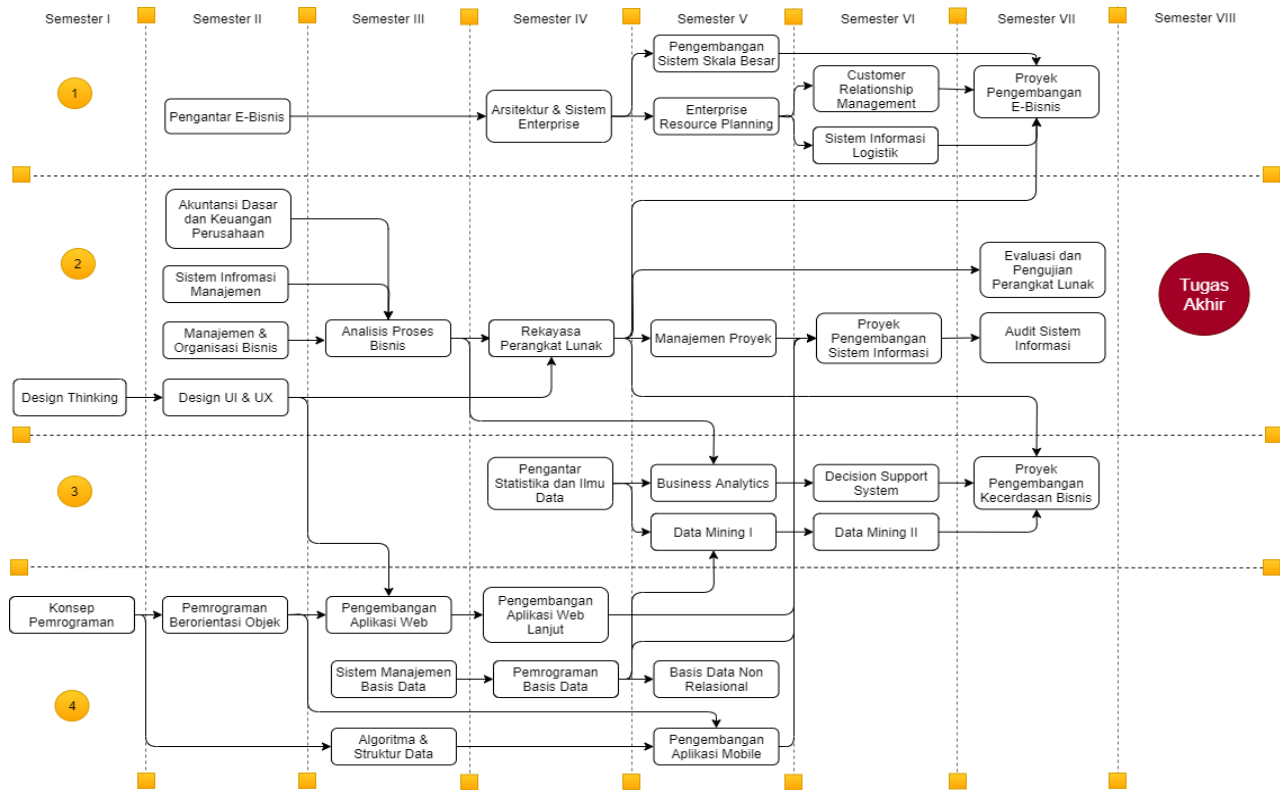 Semester I
Semester II
Semester III
Semester IV
Semester V
Semester VI
Semester VII
Semester VIII
1
Pengantar E-Bisnis
Arsitektur & Sistem
Enterprise
Pengembangan
Sistem Skala Besar
Enterprise
Resource Planning
Customer
Relationship
Management
Sistem Informasi
Logistik
Proyek
Pengembangan
E-Bisnis
2
Akuntansi Dasar
dan Keuangan
Perusahaan
Sistem Infromasi
Manajemen
Manajemen &
Organisasi Bisnis
Design Thinking
Design UI & UX
Analisis Proses
Bisnis
Rekayasa
Perangkat Lunak
Manajemen Proyek
Proyek
Pengembangan
Sistem Informasi
Evaluasi dan
Pengujian
Perangkat Lunak
Audit Sistem
Informasi
Tugas
Akhir
3
Pengantar
Statistika dan Ilmu
Data
Business Analytics
Data Mining I
Decision Support
System
Data Mining II
Proyek
Pengembangan
Kecerdasan Bisnis
4
Konsep
Pemrograman
Pemrograman
Berorientasi Objek
Pengembangan
Aplikasi Web
Pengembangan
Aplikasi Web
Lanjut
Sistem Manajemen
Basis Data
Pemrograman
Basis Data
Basis Data Non
Relasional
Algoritma &
Struktur Data
Pengembangan
Aplikasi Mobile